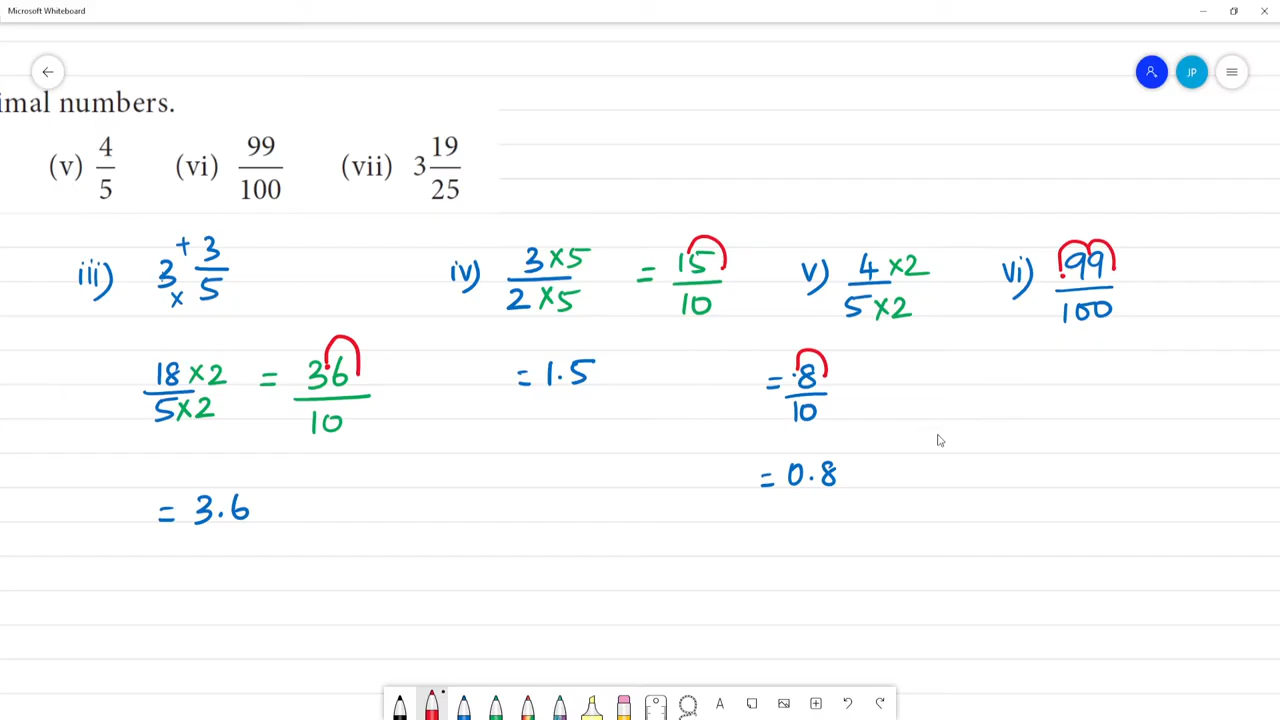 Microsoft Whiteboard
JP
imal numbers.
(v) 4/5 (vi) 99/100 (vii) 3 19/25
iii) 3 + 3/5 ×
18×2/5×2 = 36/10
= 3.6
iv) 3×5/2×5 = 15/10
= 1.5
v) 4×2/5×2
= .8/10
= 0.8
vi) .99/100
A